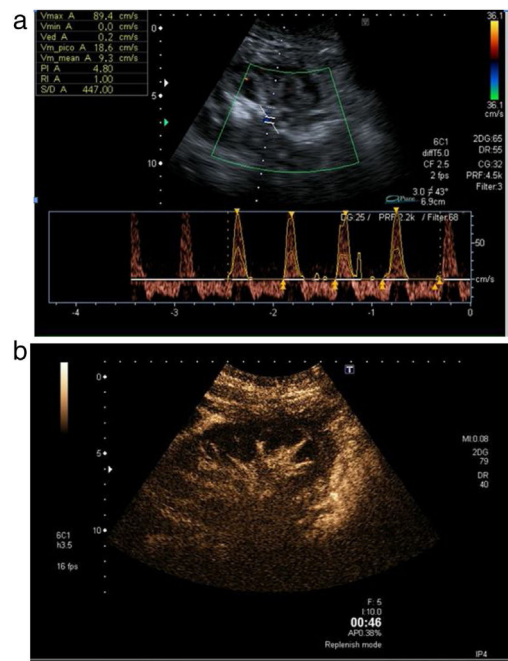 a
Vmax A 89.4 cm/s
Vmin A 0.0 cm/s
Ved A 0.2 cm/s
Vm_pico A 18.6 cm/s
Vm_mean A 9.3 cm/s
PI A 4.80
RI A 1.00
S/D A 447.00
0
5
10
36.1
36.1
cm/s
6C1
diffT5.0
CF 2.5
2 fps
2DG:65
DR:55
CG:32
PRF:4.5k
Filter:3
3.0 ≠ 43°
6.9cm
DG:25 / PRF:2.2k / Filter:68
50
cm/s
-4
-3
-2
-1
0
b
T
0
5
10
MI:0.08
2DG
79
DR
40
6C1
h3.5
16 fps
F: 5
I:10.0
00:46
AP0.38%
Replenish mode
IP4